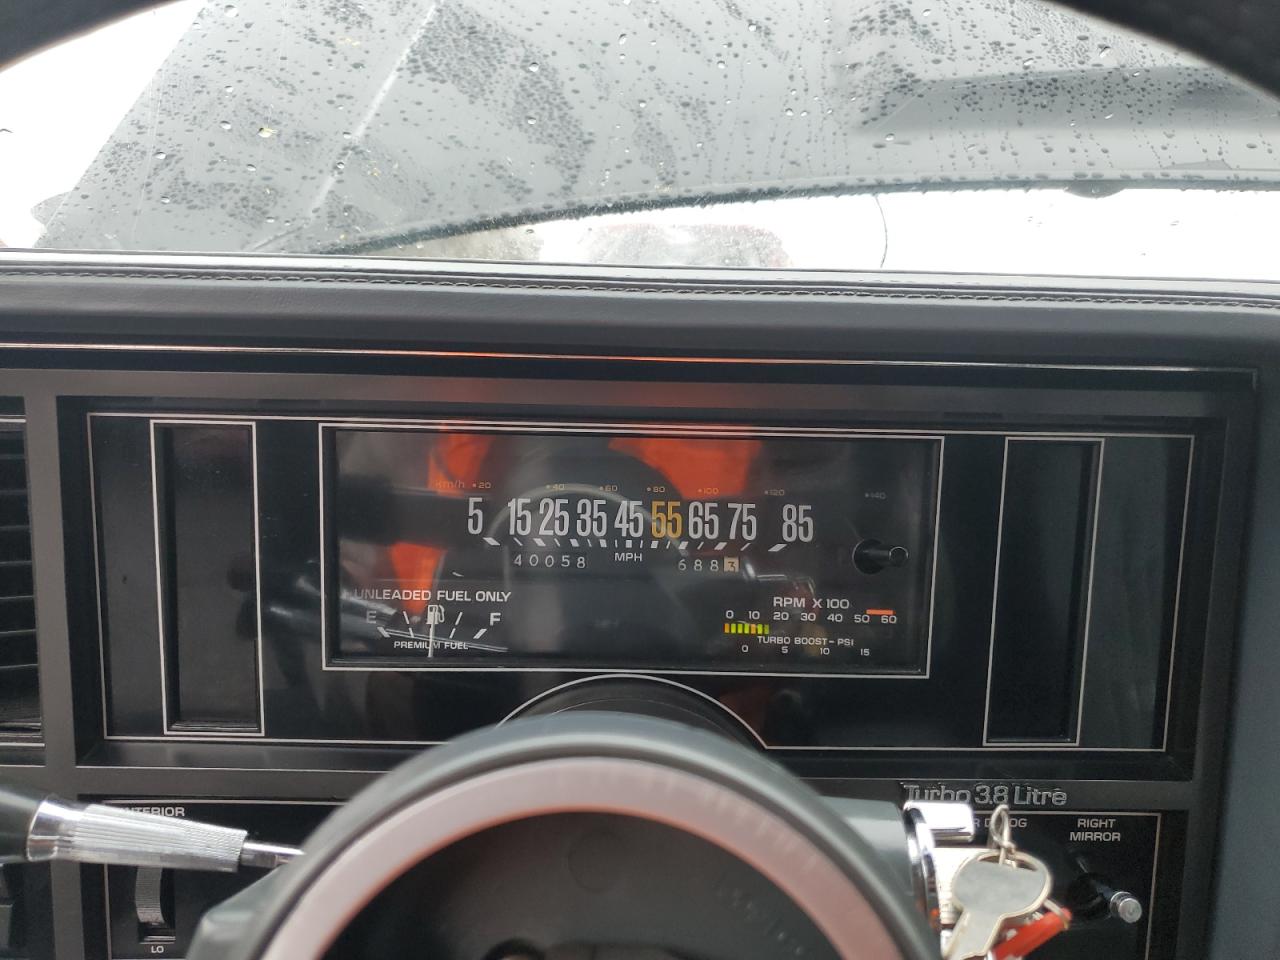 km/h 20 40 60 80 100 120 140
5 15 25 35 45 55 65 75 85
40058 MPH 6883
UNLEADED FUEL ONLY
E F
PREMIUM FUEL
RPM X 100
0 10 20 30 40 50 60
TURBO BOOST-PSI
0 5 10 15
Turbo 3.8 Litre
INTERIOR
RIGHT
MIRROR
LO